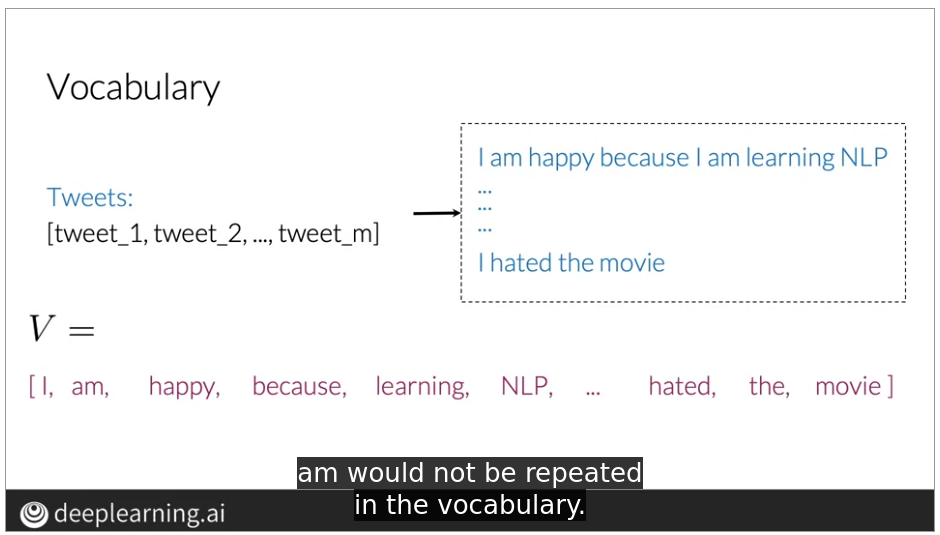 Vocabulary
Tweets:
[tweet_1, tweet_2, ..., tweet_m]
I am happy because I am learning NLP
...
...
...
I hated the movie
V =
[ I, am, happy, because, learning, NLP, ... hated, the, movie ]
am would not be repeated
in the vocabulary.
deeplearning.ai